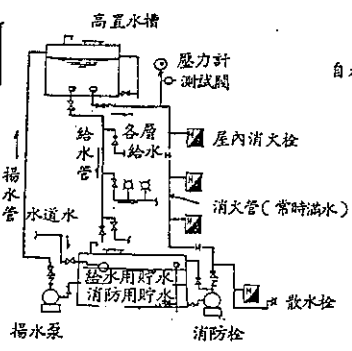 高置水槽
壓力計
測試閥
自
給水管
各層給水
屋內消火栓
揚水管
水道水
消火管(常時滿水)
給水用貯水
消防用貯水
散水栓
揚水泵
消防栓